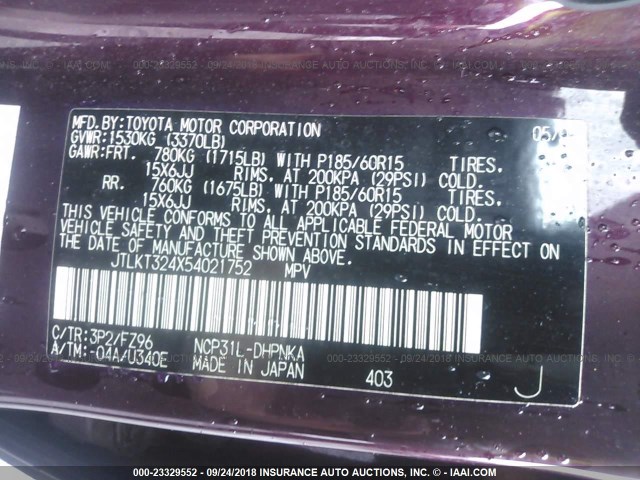 MFD.BY:TOYOTA MOTOR CORPORATION 05/
GVWR:1530KG (3370LB)
GAWR:FRT. 780KG (1715LB) WITH P185/60R15 TIRES,
15X6JJ RIMS, AT 200KPA (29PSI) COLD.
RR. 760KG (1675LB) WITH P185/60R15 TIRES,
15X6JJ RIMS, AT 200KPA (29PSI) COLD.
THIS VEHICLE CONFORMS TO ALL APPLICABLE FEDERAL MOTOR
VEHICLE SAFETY AND THEFT PREVENTION STANDARDS IN EFFECT ON
THE DATE OF MANUFACTURE SHOWN ABOVE.
JTLKT324X54021752 MPV
C/TR:3P2/FZ96 NCP31L-DHPNKA
A/TM:-04A/U340E MADE IN JAPAN 403 J
000-23329552 - 09/24/2018 INSURANCE AUTO AUCTIONS, INC. (C) - IAAI.COM